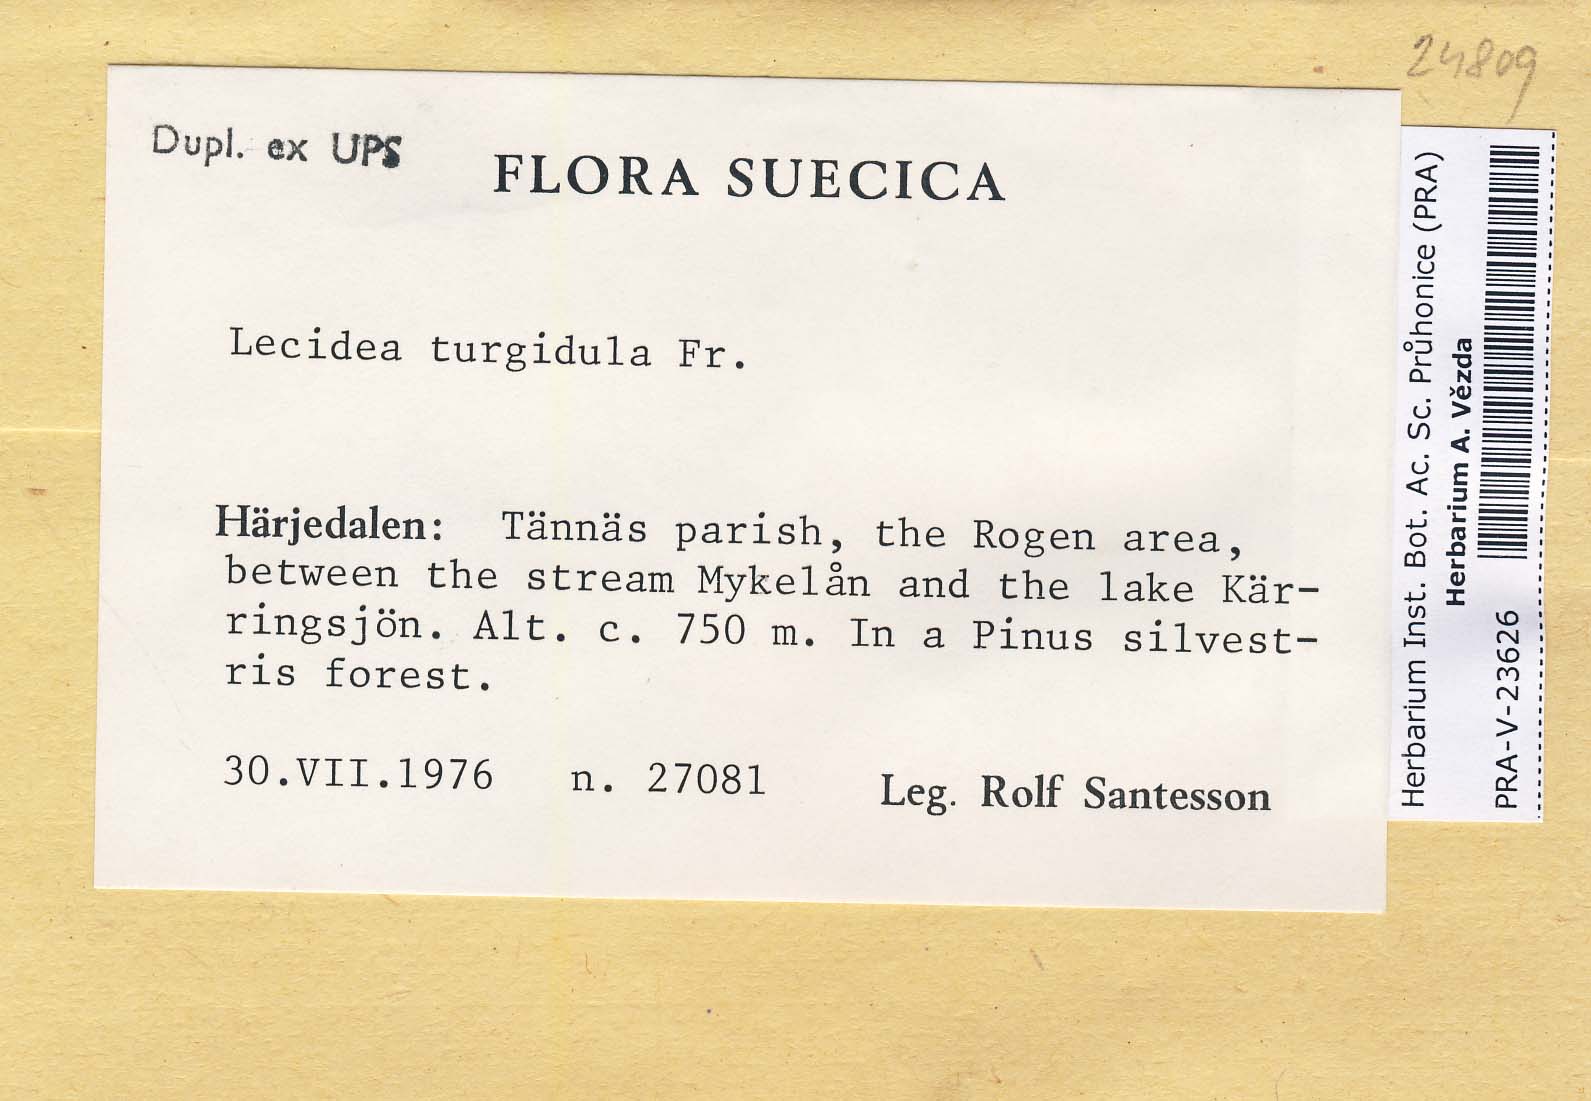 24809
Dupl. ex UPS
FLORA SUECICA
Lecidea turgidula Fr.
Härjedalen: Tännäs parish, the Rogen area,
between the stream Mykelån and the lake Kär-
ringsjön. Alt. c. 750 m. In a Pinus silvest-
ris forest.
30.VII.1976 n. 27081 Leg. Rolf Santesson
Herbarium Inst. Bot. Ac. Sc. Průhonice (PRA)
Herbarium A. Vězda
PRA-V-23626